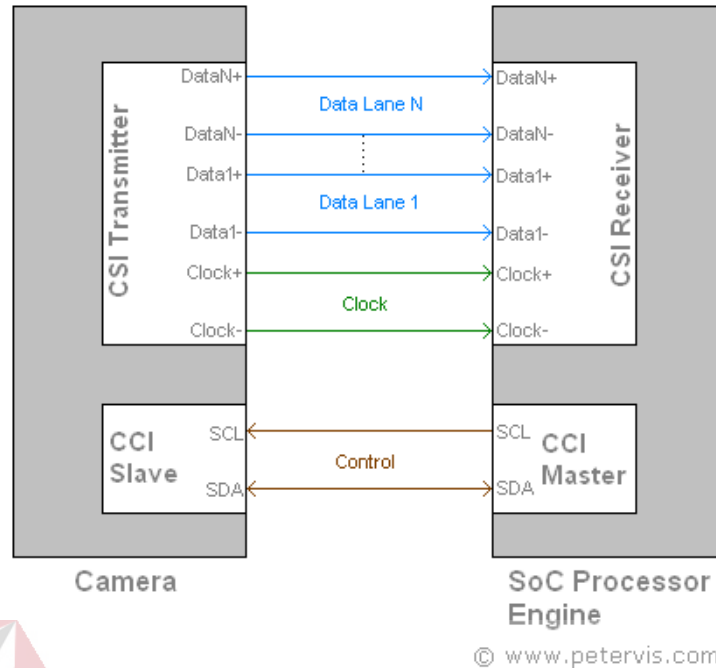 DataN+
DataN+
Data Lane N
DataN-
DataN-
Data1+
Data1+
Data Lane 1
Data1-
Data1-
Clock+
Clock+
Clock
Clock-
Clock-
CSI Transmitter
CSI Receiver
CCI
Slave
SCL
SCL
CCI
Master
Control
SDA
SDA
Camera
SoC Processor
Engine
© www.petervis.com